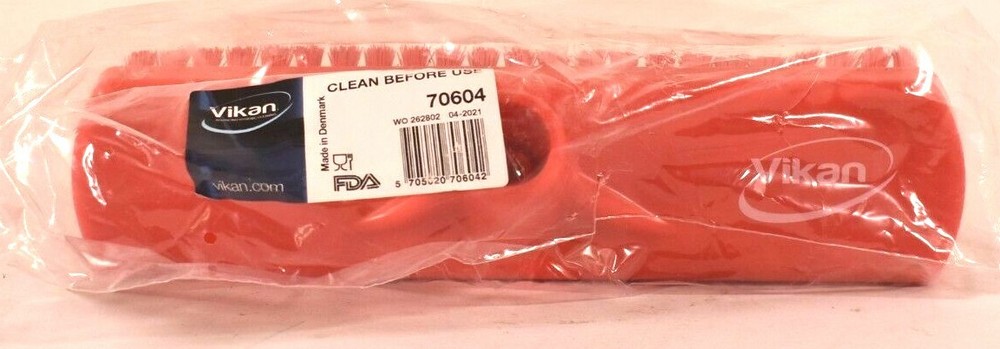 Vikan
vikan.com
CLEAN BEFORE USE
70604
WO 262802 04-2021
Made in Denmark
FDA
5 705020 706042
Vikan